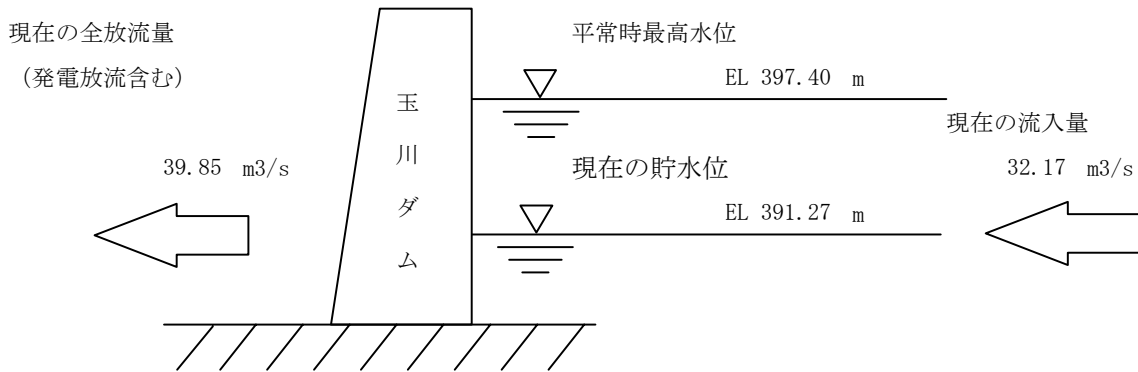 現在の全放流量
（発電放流含む）
39.85 m3/s
玉川ダム
平常時最高水位
EL 397.40 m
現在の貯水位
EL 391.27 m
現在の流入量
32.17 m3/s